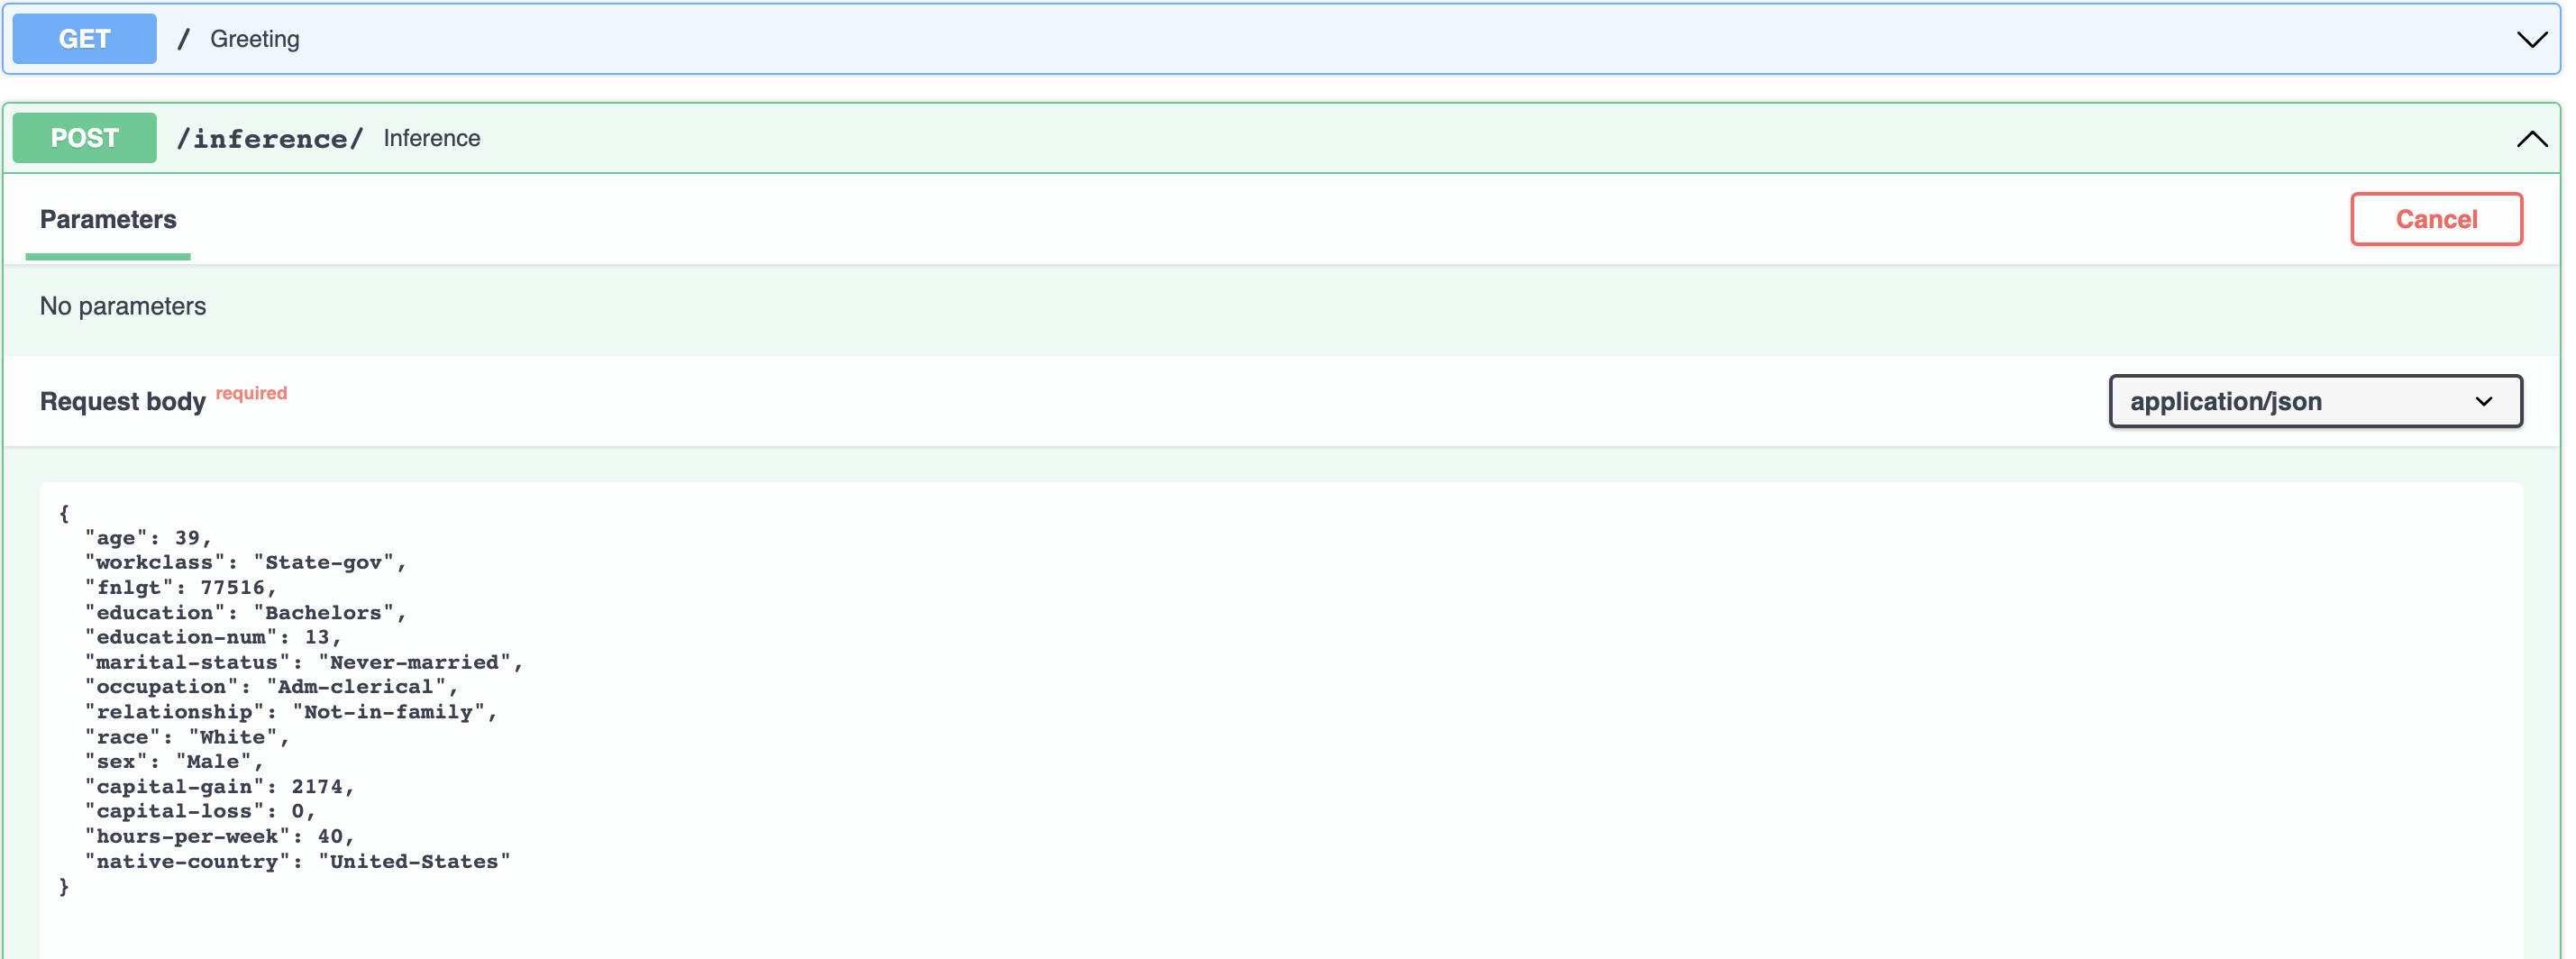 GET / Greeting
POST /inference/ Inference
Parameters
Cancel
No parameters
Request body required
application/json
{
  "age": 39,
  "workclass": "State-gov",
  "fnlgt": 77516,
  "education": "Bachelors",
  "education-num": 13,
  "marital-status": "Never-married",
  "occupation": "Adm-clerical",
  "relationship": "Not-in-family",
  "race": "White",
  "sex": "Male",
  "capital-gain": 2174,
  "capital-loss": 0,
  "hours-per-week": 40,
  "native-country": "United-States"
}